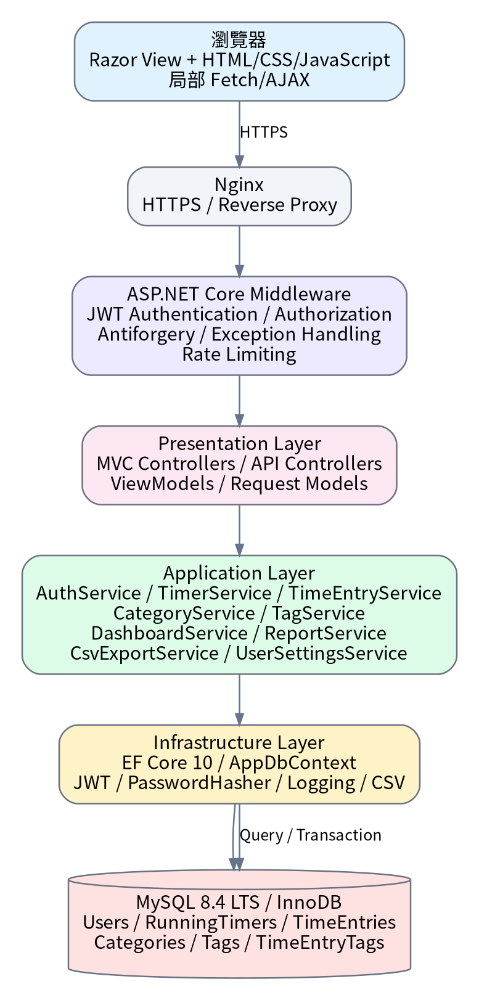 瀏覽器
Razor View + HTML/CSS/JavaScript
局部 Fetch/AJAX
HTTPS
Nginx
HTTPS / Reverse Proxy
ASP.NET Core Middleware
JWT Authentication / Authorization
Antiforgery / Exception Handling
Rate Limiting
Presentation Layer
MVC Controllers / API Controllers
ViewModels / Request Models
Application Layer
AuthService / TimerService / TimeEntryService
CategoryService / TagService
DashboardService / ReportService
CsvExportService / UserSettingsService
Infrastructure Layer
EF Core 10 / AppDbContext
JWT / PasswordHasher / Logging / CSV
Query / Transaction
MySQL 8.4 LTS / InnoDB
Users / RunningTimers / TimeEntries
Categories / Tags / TimeEntryTags